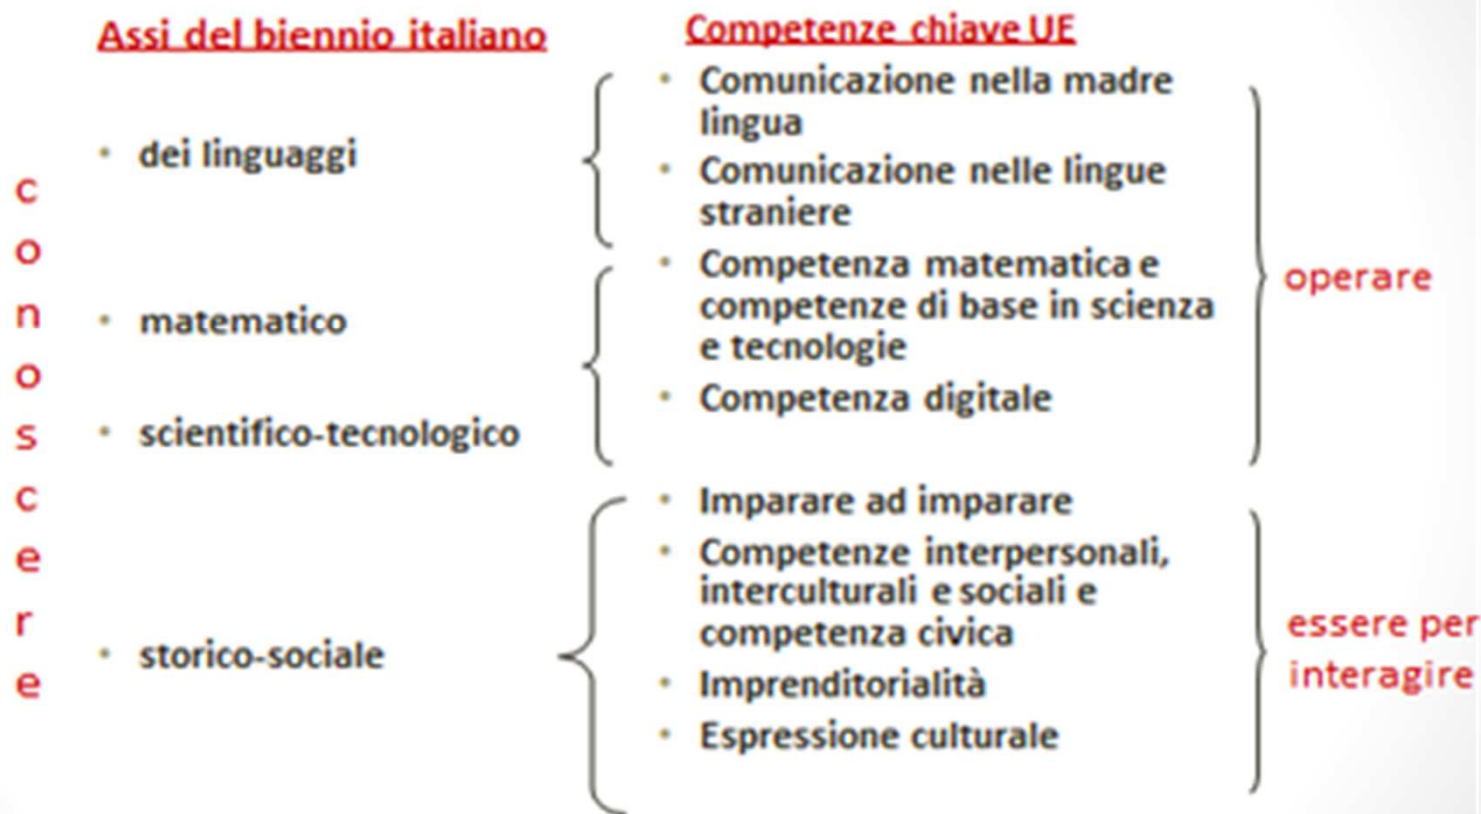 Assi del biennio italiano
Competenze chiave UE
conoscere
• dei linguaggi
• matematico
• scientifico-tecnologico
• storico-sociale
• Comunicazione nella madre
lingua
• Comunicazione nelle lingue
straniere
• Competenza matematica e
competenze di base in scienza
e tecnologie
• Competenza digitale
• Imparare ad imparare
• Competenze interpersonali,
interculturali e sociali e
competenza civica
• Imprenditorialità
• Espressione culturale
operare
essere per
interagire